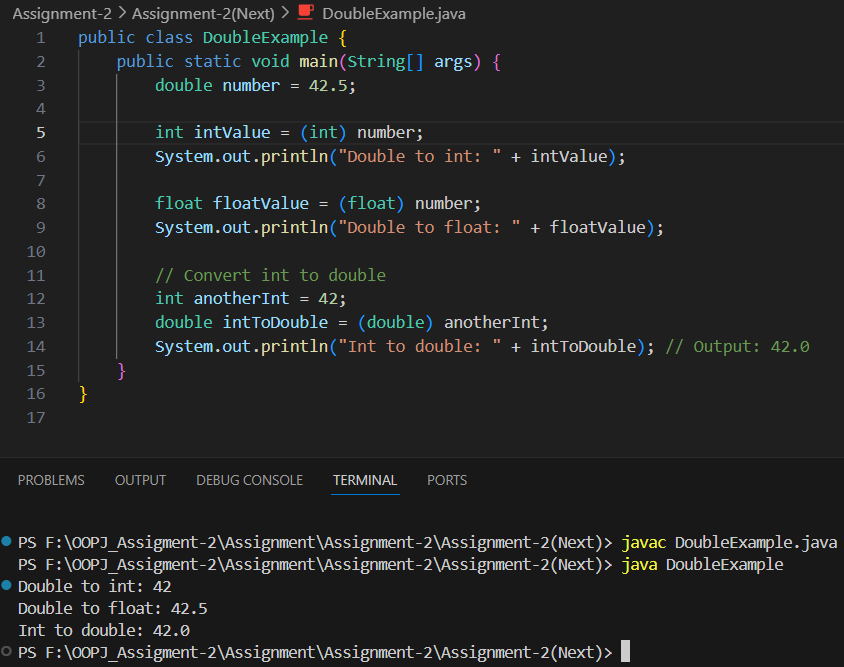 Assignment-2 > Assignment-2(Next) > DoubleExample.java
1 public class DoubleExample {
2 public static void main(String[] args) {
3 double number = 42.5;
4
5 int intValue = (int) number;
6 System.out.println("Double to int: " + intValue);
7
8 float floatValue = (float) number;
9 System.out.println("Double to float: " + floatValue);
10
11 // Convert int to double
12 int anotherInt = 42;
13 double intToDouble = (double) anotherInt;
14 System.out.println("Int to double: " + intToDouble); // Output: 42.0
15 }
16 }
17
PROBLEMS OUTPUT DEBUG CONSOLE TERMINAL PORTS
PS F:\OOPJ_Assigment-2\Assignment\Assignment-2\Assignment-2(Next)> javac DoubleExample.java
PS F:\OOPJ_Assigment-2\Assignment\Assignment-2\Assignment-2(Next)> java DoubleExample
Double to int: 42
Double to float: 42.5
Int to double: 42.0
PS F:\OOPJ_Assigment-2\Assignment\Assignment-2\Assignment-2(Next)>